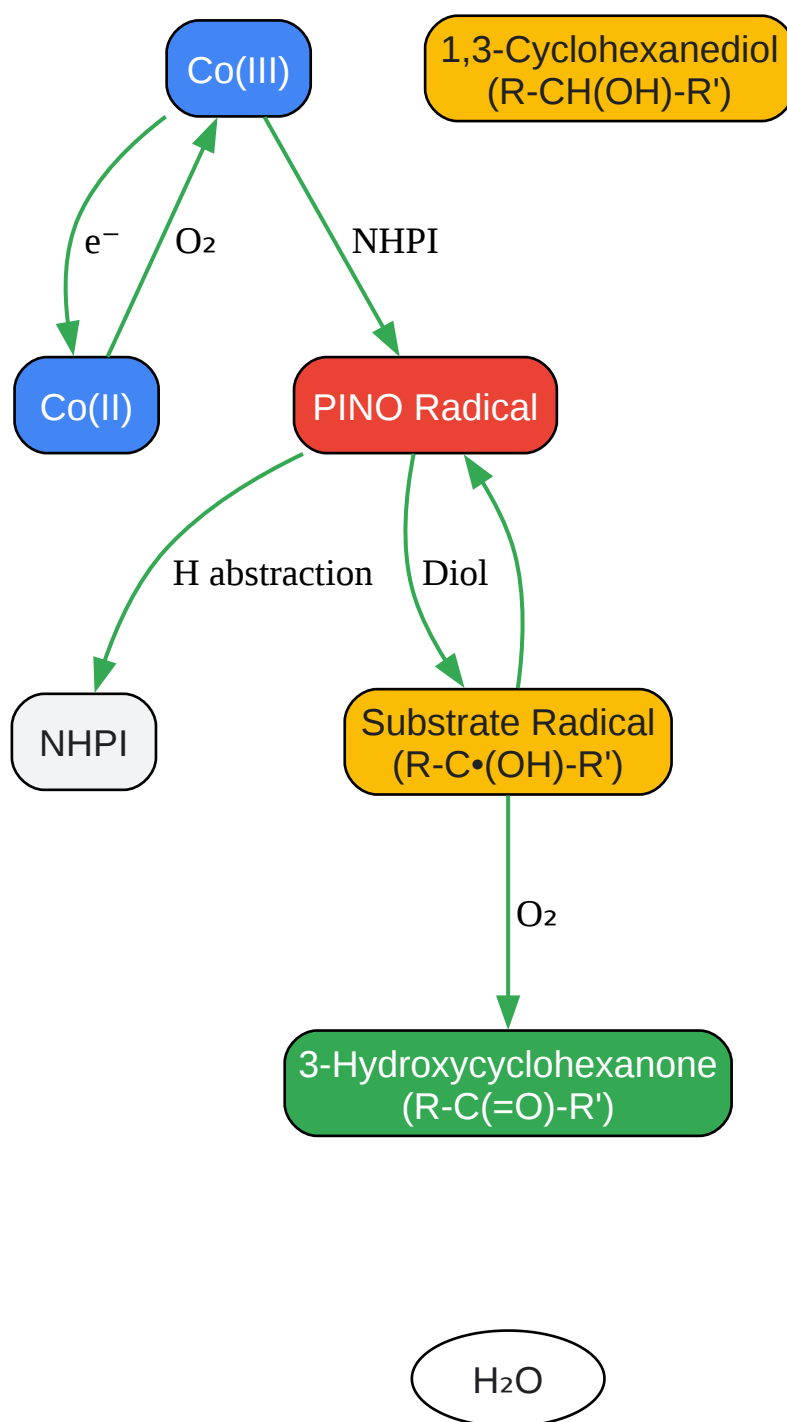 Co(III)
1,3-Cyclohexanediol
(R-CH(OH)-R')
e⁻
O₂
NHPI
Co(II)
PINO Radical
H abstraction
Diol
NHPI
Substrate Radical
(R-C•(OH)-R')
O₂
3-Hydroxycyclohexanone
(R-C(=O)-R')
H₂O